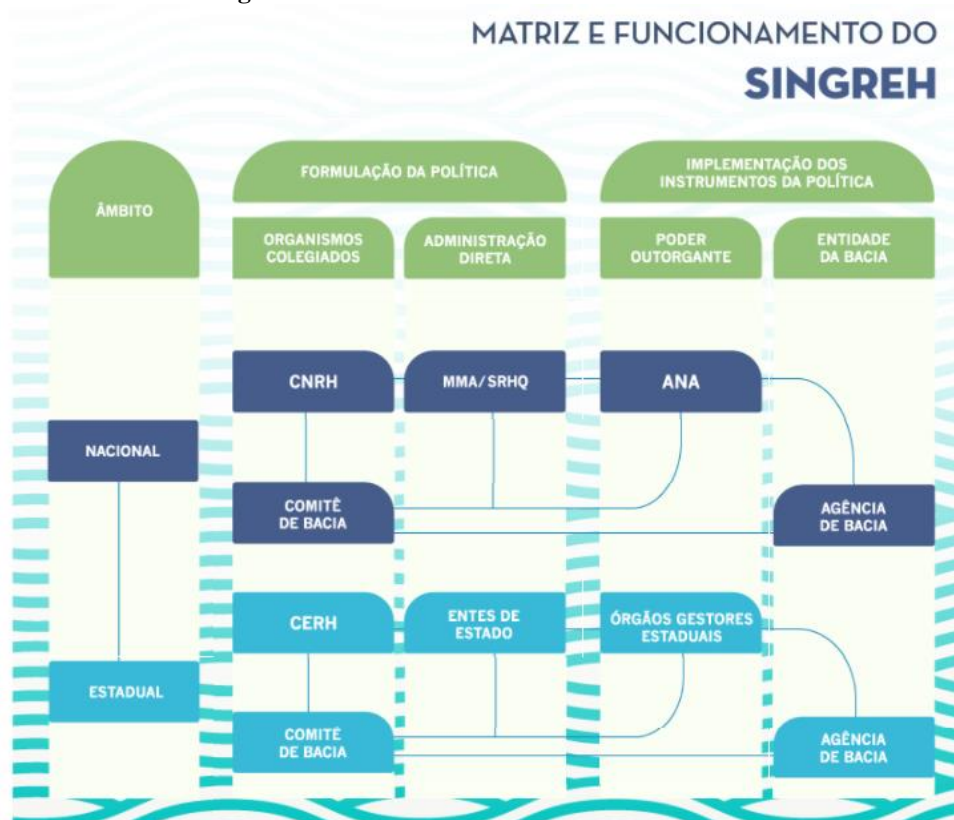 MATRIZ E FUNCIONAMENTO DO
SINGREH
ÂMBITO
FORMULAÇÃO DA POLÍTICA
IMPLEMENTAÇÃO DOS
INSTRUMENTOS DA POLÍTICA
ORGANISMOS
COLEGIADOS
ADMINISTRAÇÃO
DIRETA
PODER
OUTORGANTE
ENTIDADE
DA BACIA
CNRH
MMA/SRHQ
ANA
NACIONAL
COMITÊ
DE BACIA
AGÊNCIA
DE BACIA
CERH
ENTES DE
ESTADO
ÓRGÃOS GESTORES
ESTADUAIS
ESTADUAL
COMITÊ
DE BACIA
AGÊNCIA
DE BACIA